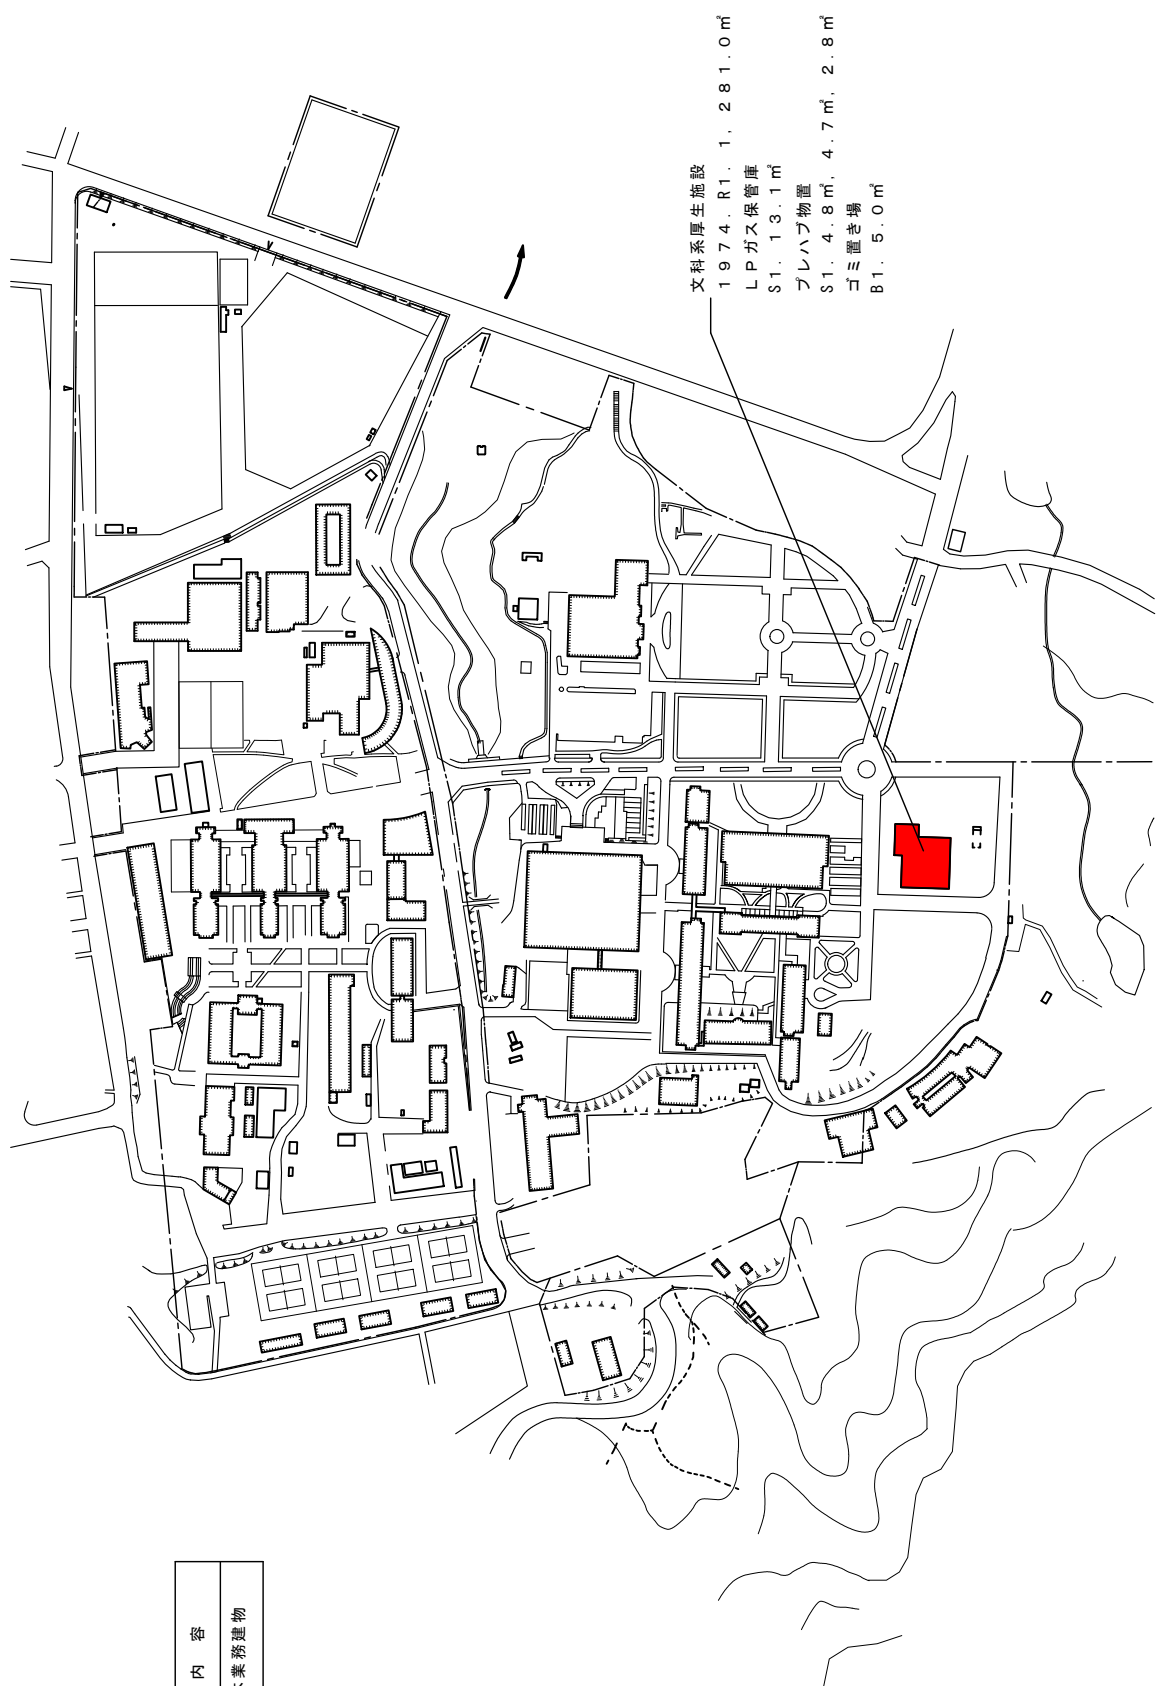 文科系厚生施設
１９７４．Ｒ１．１，２８１.０㎡
ＬＰガス保管庫
Ｓ１．１３.１㎡
プレハブ物置
Ｓ１．４.８㎡，４.７㎡，２.８㎡
ゴミ置き場
Ｂ１．５.０㎡
内　容
業務建物